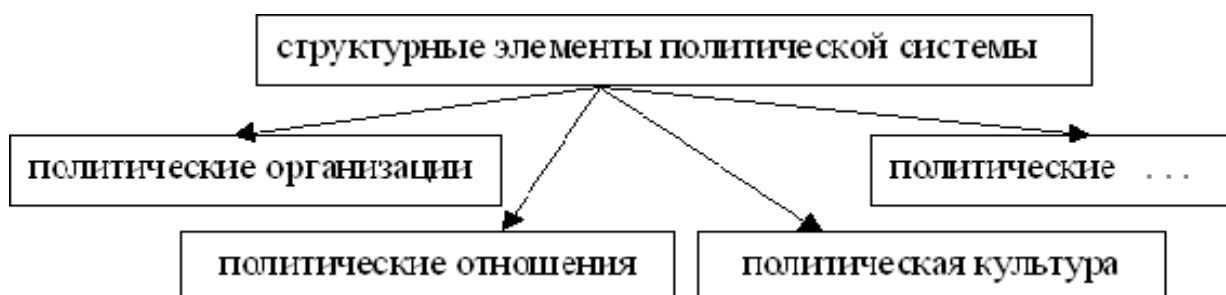 структурные элементы политической системы
политические организации
политические ...
политические отношения
политическая культура